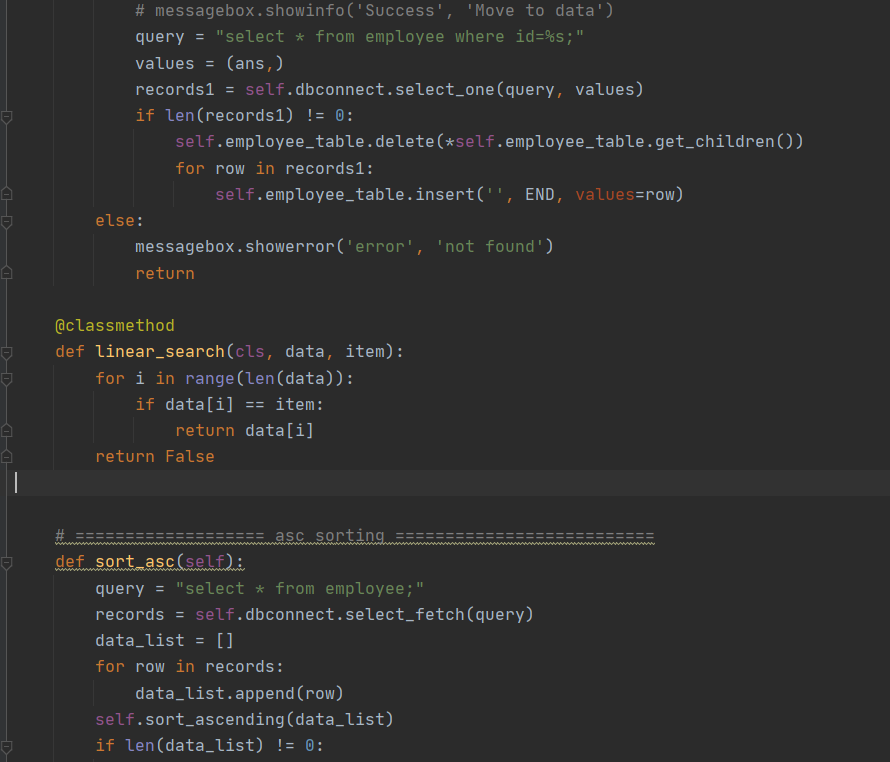 # messagebox.showinfo('Success', 'Move to data')
query = "select * from employee where id=%s;"
values = (ans,)
records1 = self.dbconnect.select_one(query, values)
if len(records1) != 0:
self.employee_table.delete(*self.employee_table.get_children())
for row in records1:
self.employee_table.insert('', END, values=row)
else:
messagebox.showerror('error', 'not found')
return
@classmethod
def linear_search(cls, data, item):
for i in range(len(data)):
if data[i] == item:
return data[i]
return False
# =================== asc sorting ==========================
def sort_asc(self):
query = "select * from employee;"
records = self.dbconnect.select_fetch(query)
data_list = []
for row in records:
data_list.append(row)
self.sort_ascending(data_list)
if len(data_list) != 0: